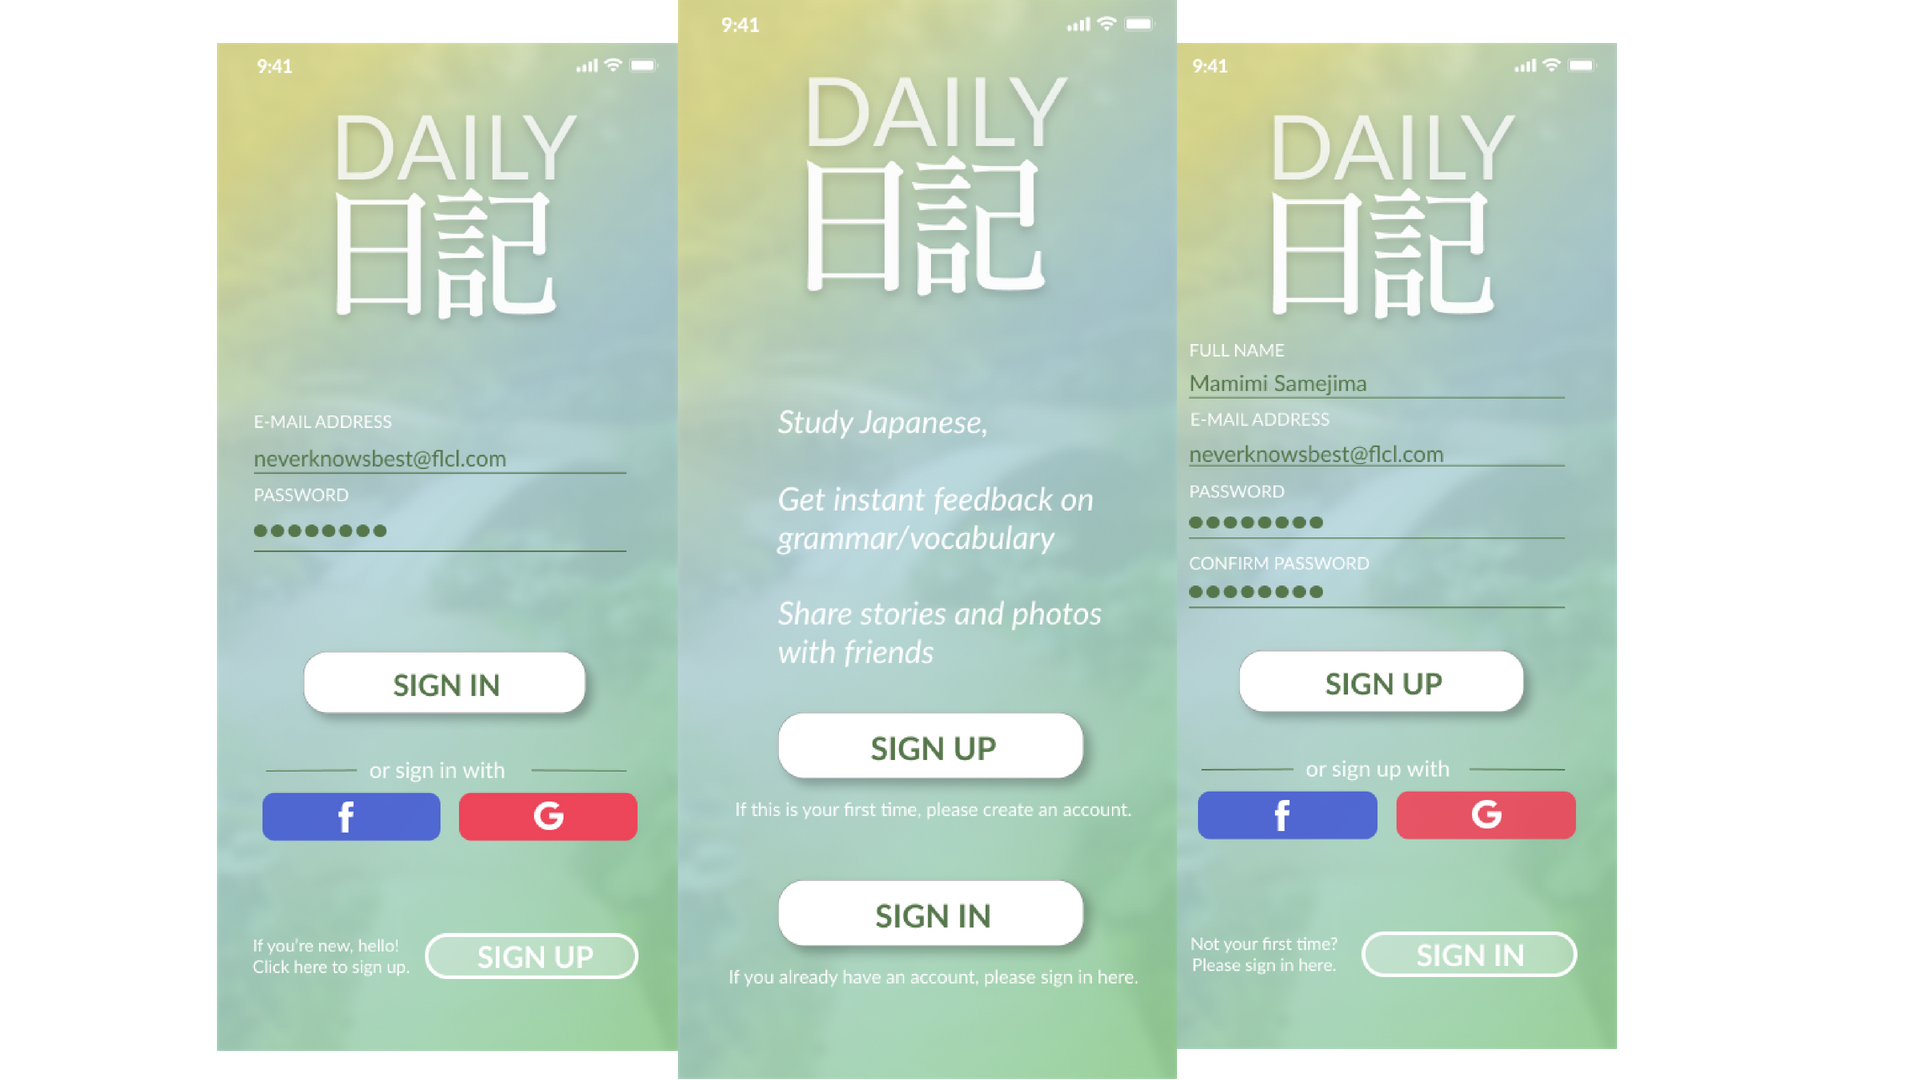 9:41
DAILY
日記
E-MAIL ADDRESS
neverknowsbest@flcl.com
PASSWORD
SIGN IN
or sign in with
f
G
If you're new, hello!
Click here to sign up.
SIGN UP
9:41
DAILY
日記
Study Japanese,
Get instant feedback on
grammar/vocabulary
Share stories and photos
with friends
SIGN UP
If this is your first time, please create an account.
SIGN IN
If you already have an account, please sign in here.
9:41
DAILY
日記
FULL NAME
Mamimi Samejima
E-MAIL ADDRESS
neverknowsbest@flcl.com
PASSWORD
CONFIRM PASSWORD
SIGN UP
or sign up with
f
G
Not your first time?
Please sign in here.
SIGN IN